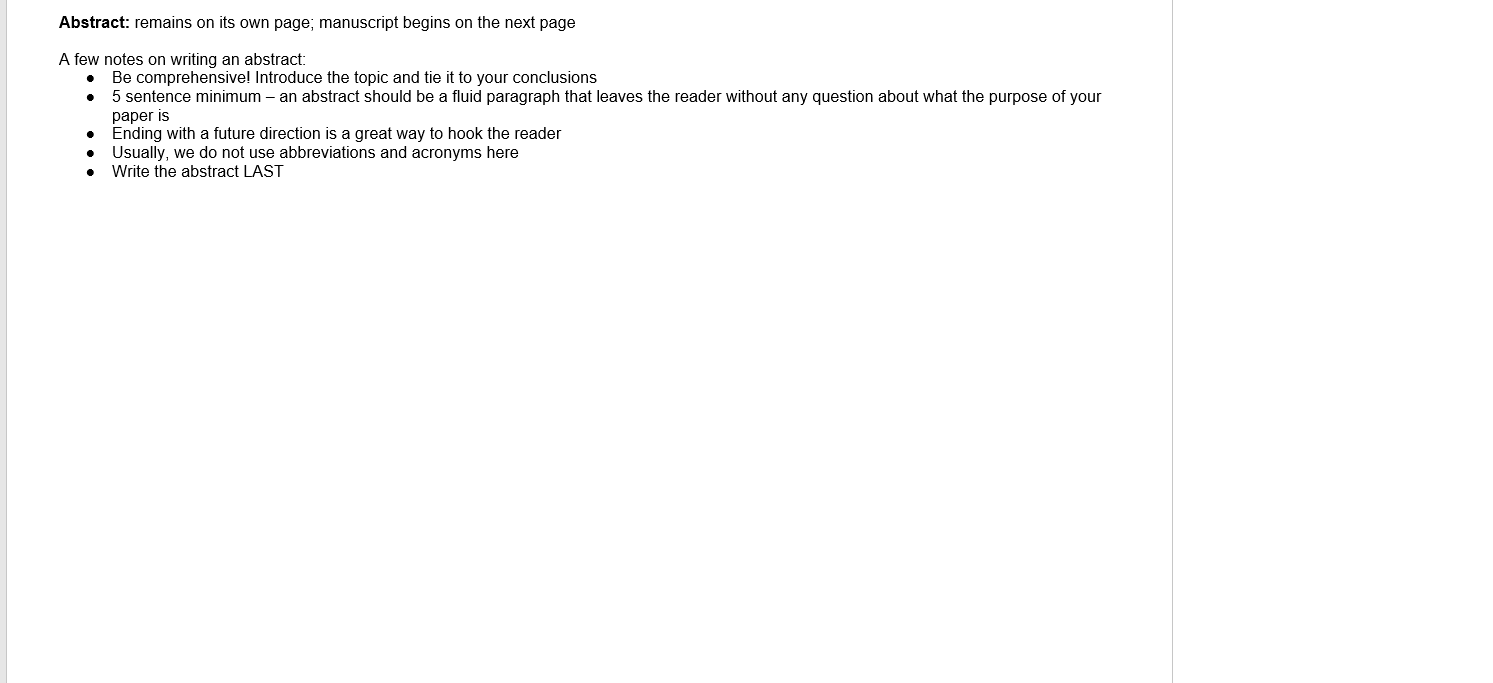 Abstract: remains on its own page; manuscript begins on the next page
A few notes on writing an abstract:
● Be comprehensive! Introduce the topic and tie it to your conclusions
● 5 sentence minimum – an abstract should be a fluid paragraph that leaves the reader without any question about what the purpose of your
paper is
● Ending with a future direction is a great way to hook the reader
● Usually, we do not use abbreviations and acronyms here
● Write the abstract LAST